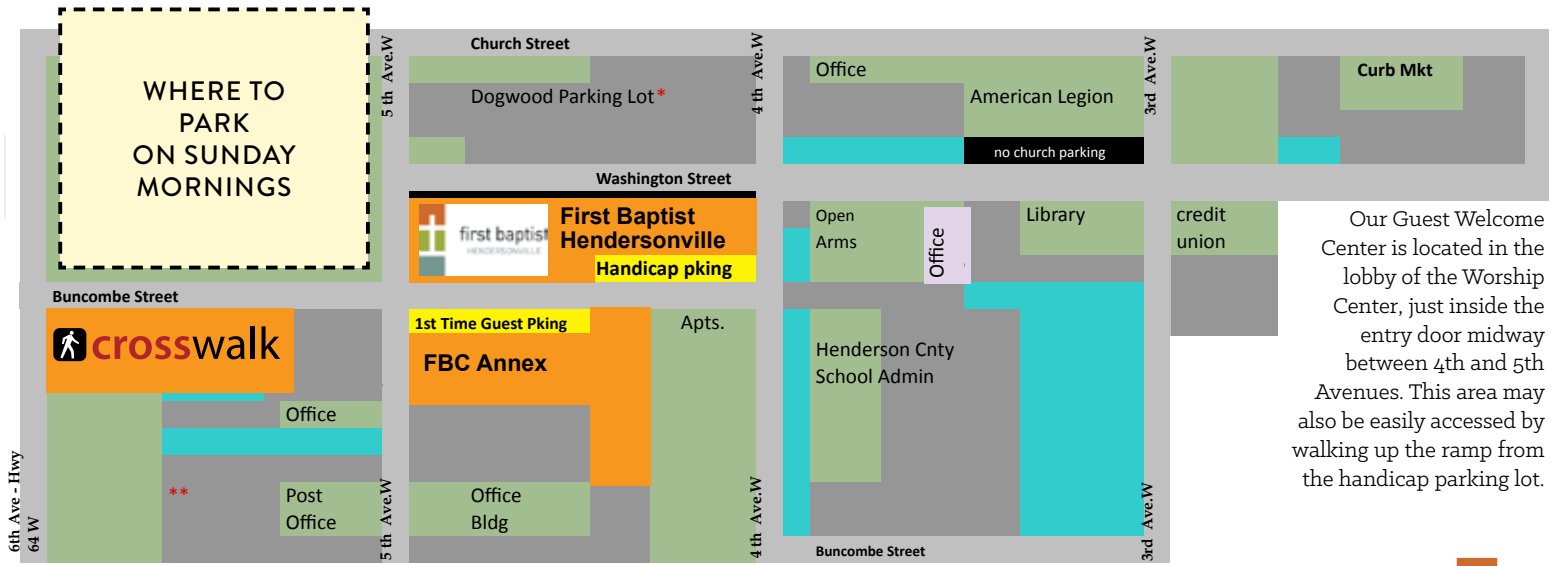 WHERE TO
PARK
ON SUNDAY
MORNINGS
Church Street
5 th Ave.W
Dogwood Parking Lot*
4 th Ave.W
Office
American Legion
no church parking
3rd Ave.W
Curb Mkt
Washington Street
first baptist
HENDERSONVILLE
First Baptist
Hendersonville
Handicap pking
Open
Arms
Office
Library
credit
union
Our Guest Welcome
Center is located in the
lobby of the Worship
Center, just inside the
entry door midway
between 4th and 5th
Avenues. This area may
also be easily accessed by
walking up the ramp from
the handicap parking lot.
Buncombe Street
crosswalk
1st Time Guest Pking
FBC Annex
Apts.
Henderson Cnty
School Admin
Office
**
Post
Office
Office
Bldg
6th Ave - Hwy
64 W
5 th Ave.W
4 th Ave.W
Buncombe Street
3rd Ave.W